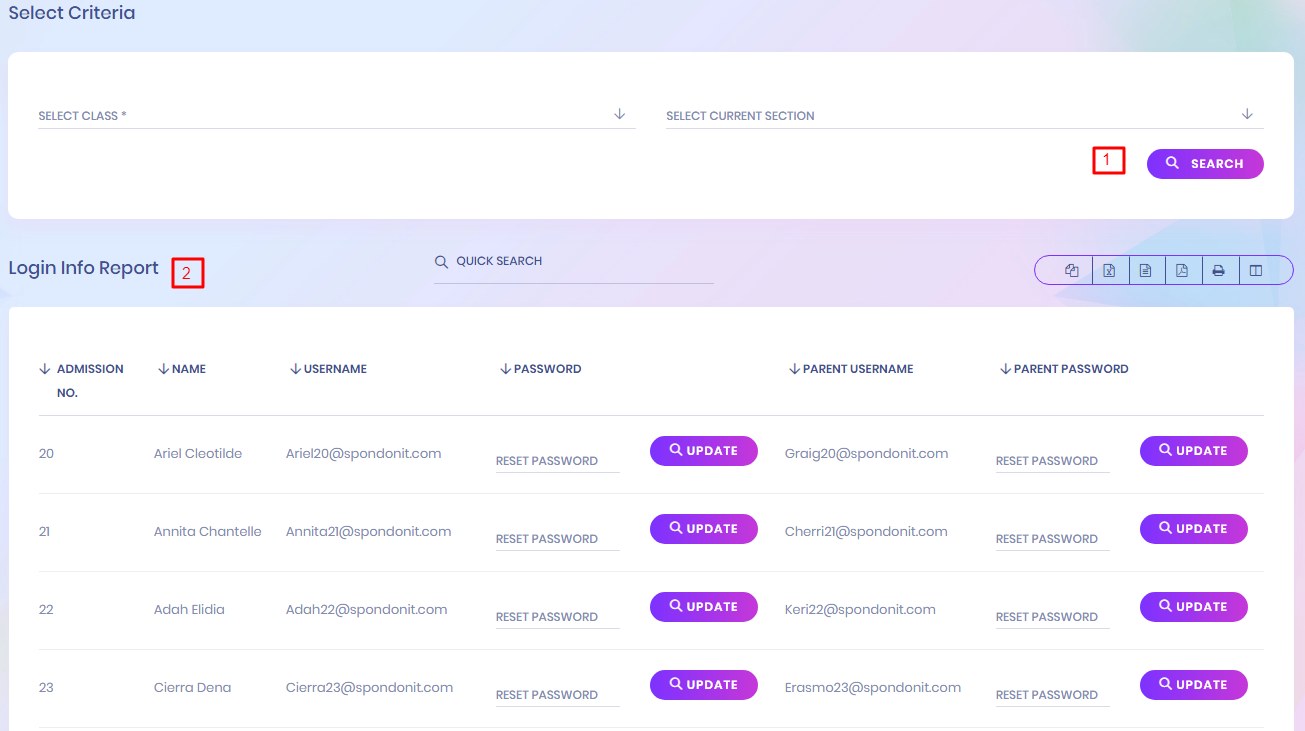 Select Criteria
SELECT CLASS * SELECT CURRENT SECTION
1 SEARCH
Login Info Report 2 QUICK SEARCH
ADMISSION NO. NAME USERNAME PASSWORD PARENT USERNAME PARENT PASSWORD
20 Ariel Cleotilde Ariel20@spondonit.com RESET PASSWORD UPDATE Graig20@spondonit.com RESET PASSWORD UPDATE
21 Annita Chantelle Annita21@spondonit.com RESET PASSWORD UPDATE Cherri21@spondonit.com RESET PASSWORD UPDATE
22 Adah Elidia Adah22@spondonit.com RESET PASSWORD UPDATE Keri22@spondonit.com RESET PASSWORD UPDATE
23 Cierra Dena Cierra23@spondonit.com RESET PASSWORD UPDATE Erasmo23@spondonit.com RESET PASSWORD UPDATE